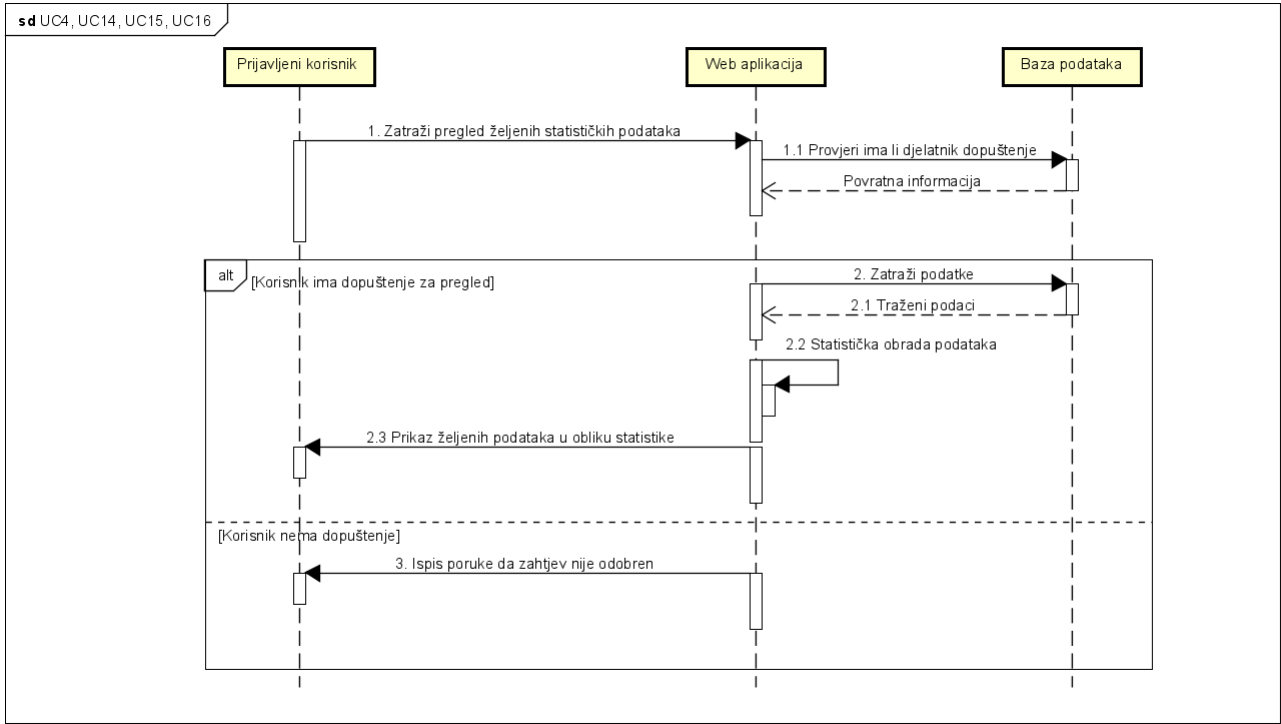 sd UC4, UC14, UC15, UC16
Prijavljeni korisnik
Web aplikacija
Baza podataka
1. Zatraži pregled željenih statističkih podataka
1.1 Provjeri ima li djelatnik dopuštenje
Povratna informacija
alt
[Korisnik ima dopuštenje za pregled]
2. Zatraži podatke
2.1 Traženi podaci
2.2 Statistička obrada podataka
2.3 Prikaz željenih podataka u obliku statistike
[Korisnik nema dopuštenje]
3. Ispis poruke da zahtjev nije odobren